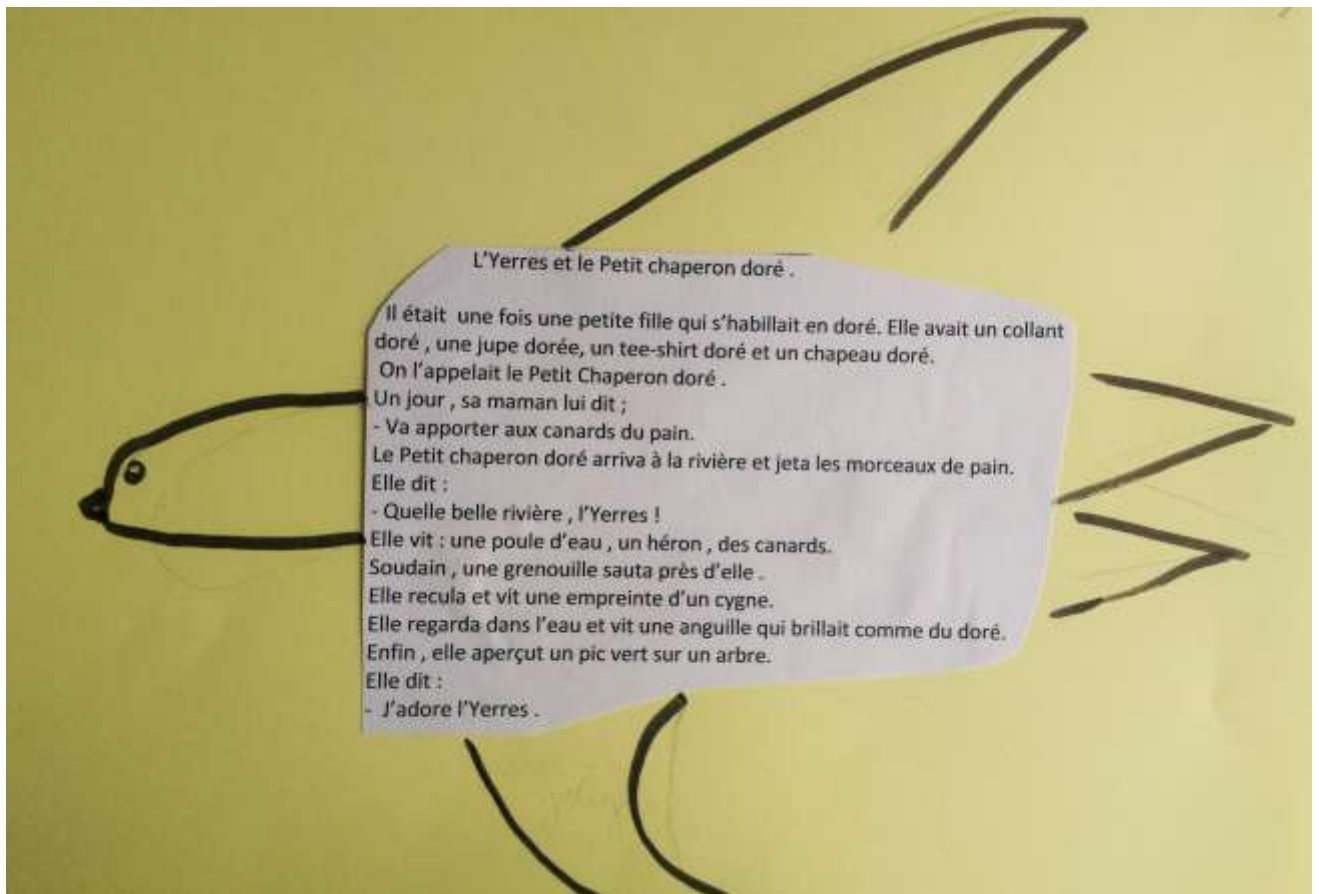 L'Yerres et le Petit chaperon doré .
Il était une fois une petite fille qui s'habillait en doré. Elle avait un collant
doré , une jupe dorée, un tee-shirt doré et un chapeau doré.
On l'appelait le Petit Chaperon doré .
Un jour , sa maman lui dit ;
- Va apporter aux canards du pain.
Le Petit chaperon doré arriva à la rivière et jeta les morceaux de pain.
Elle dit :
- Quelle belle rivière , l'Yerres !
Elle vit : une poule d'eau , un héron , des canards.
Soudain , une grenouille sauta près d'elle .
Elle recula et vit une empreinte d'un cygne.
Elle regarda dans l'eau et vit une anguille qui brillait comme du doré.
Enfin , elle aperçut un pic vert sur un arbre.
Elle dit :
- J'adore l'Yerres .